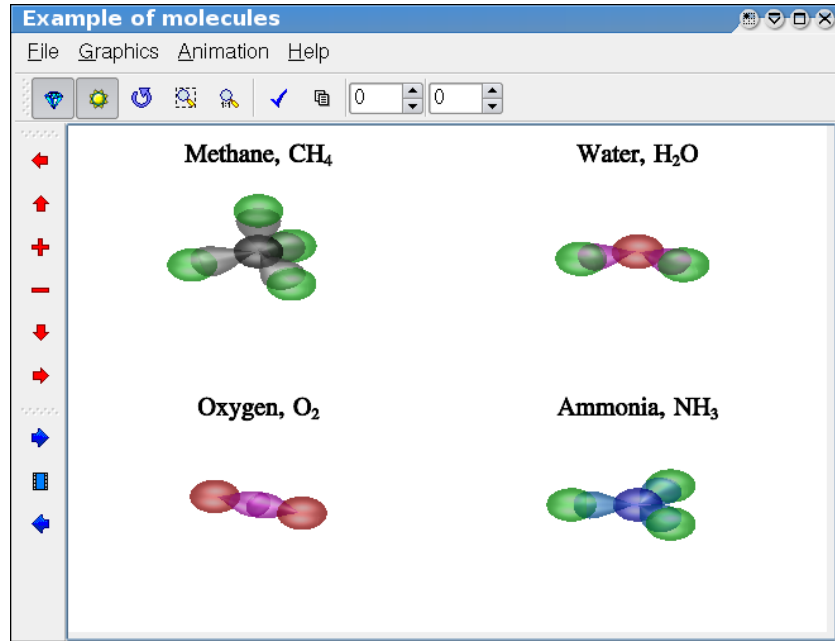 Example of molecules
File Graphics Animation Help
0 0
Methane, CH₄ Water, H₂O
Oxygen, O₂ Ammonia, NH₃